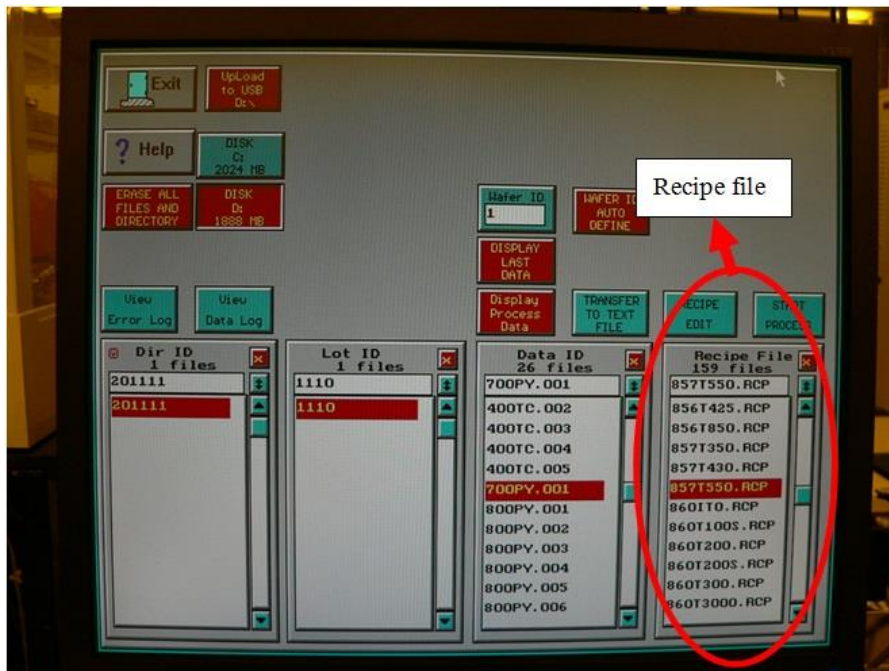 Exit
UpLoad
to USB
D:\
? Help
DISK
C:
2024 MB
ERASE ALL
FILES AND
DIRECTORY
DISK
D:
1888 MB
Wafer ID
1
WAFER ID
AUTO
DEFINE
Recipe file
DISPLAY
LAST
DATA
View
Error Log
View
Data Log
Display
Process
Data
TRANSFER
TO TEXT
FILE
RECIPE
EDIT
START
PROCESS
Dir ID
1 files
201111
201111
Lot ID
1 files
1110
1110
Data ID
26 files
700PY.001
400TC.002
400TC.003
400TC.004
400TC.005
700PY.001
800PY.001
800PY.002
800PY.003
800PY.004
800PY.005
800PY.006
Recipe File
159 files
857T550.RCP
856T425.RCP
856T850.RCP
857T350.RCP
857T430.RCP
857T550.RCP
860ITO.RCP
860T100S.RCP
860T200.RCP
860T200S.RCP
860T300.RCP
860T3000.RCP